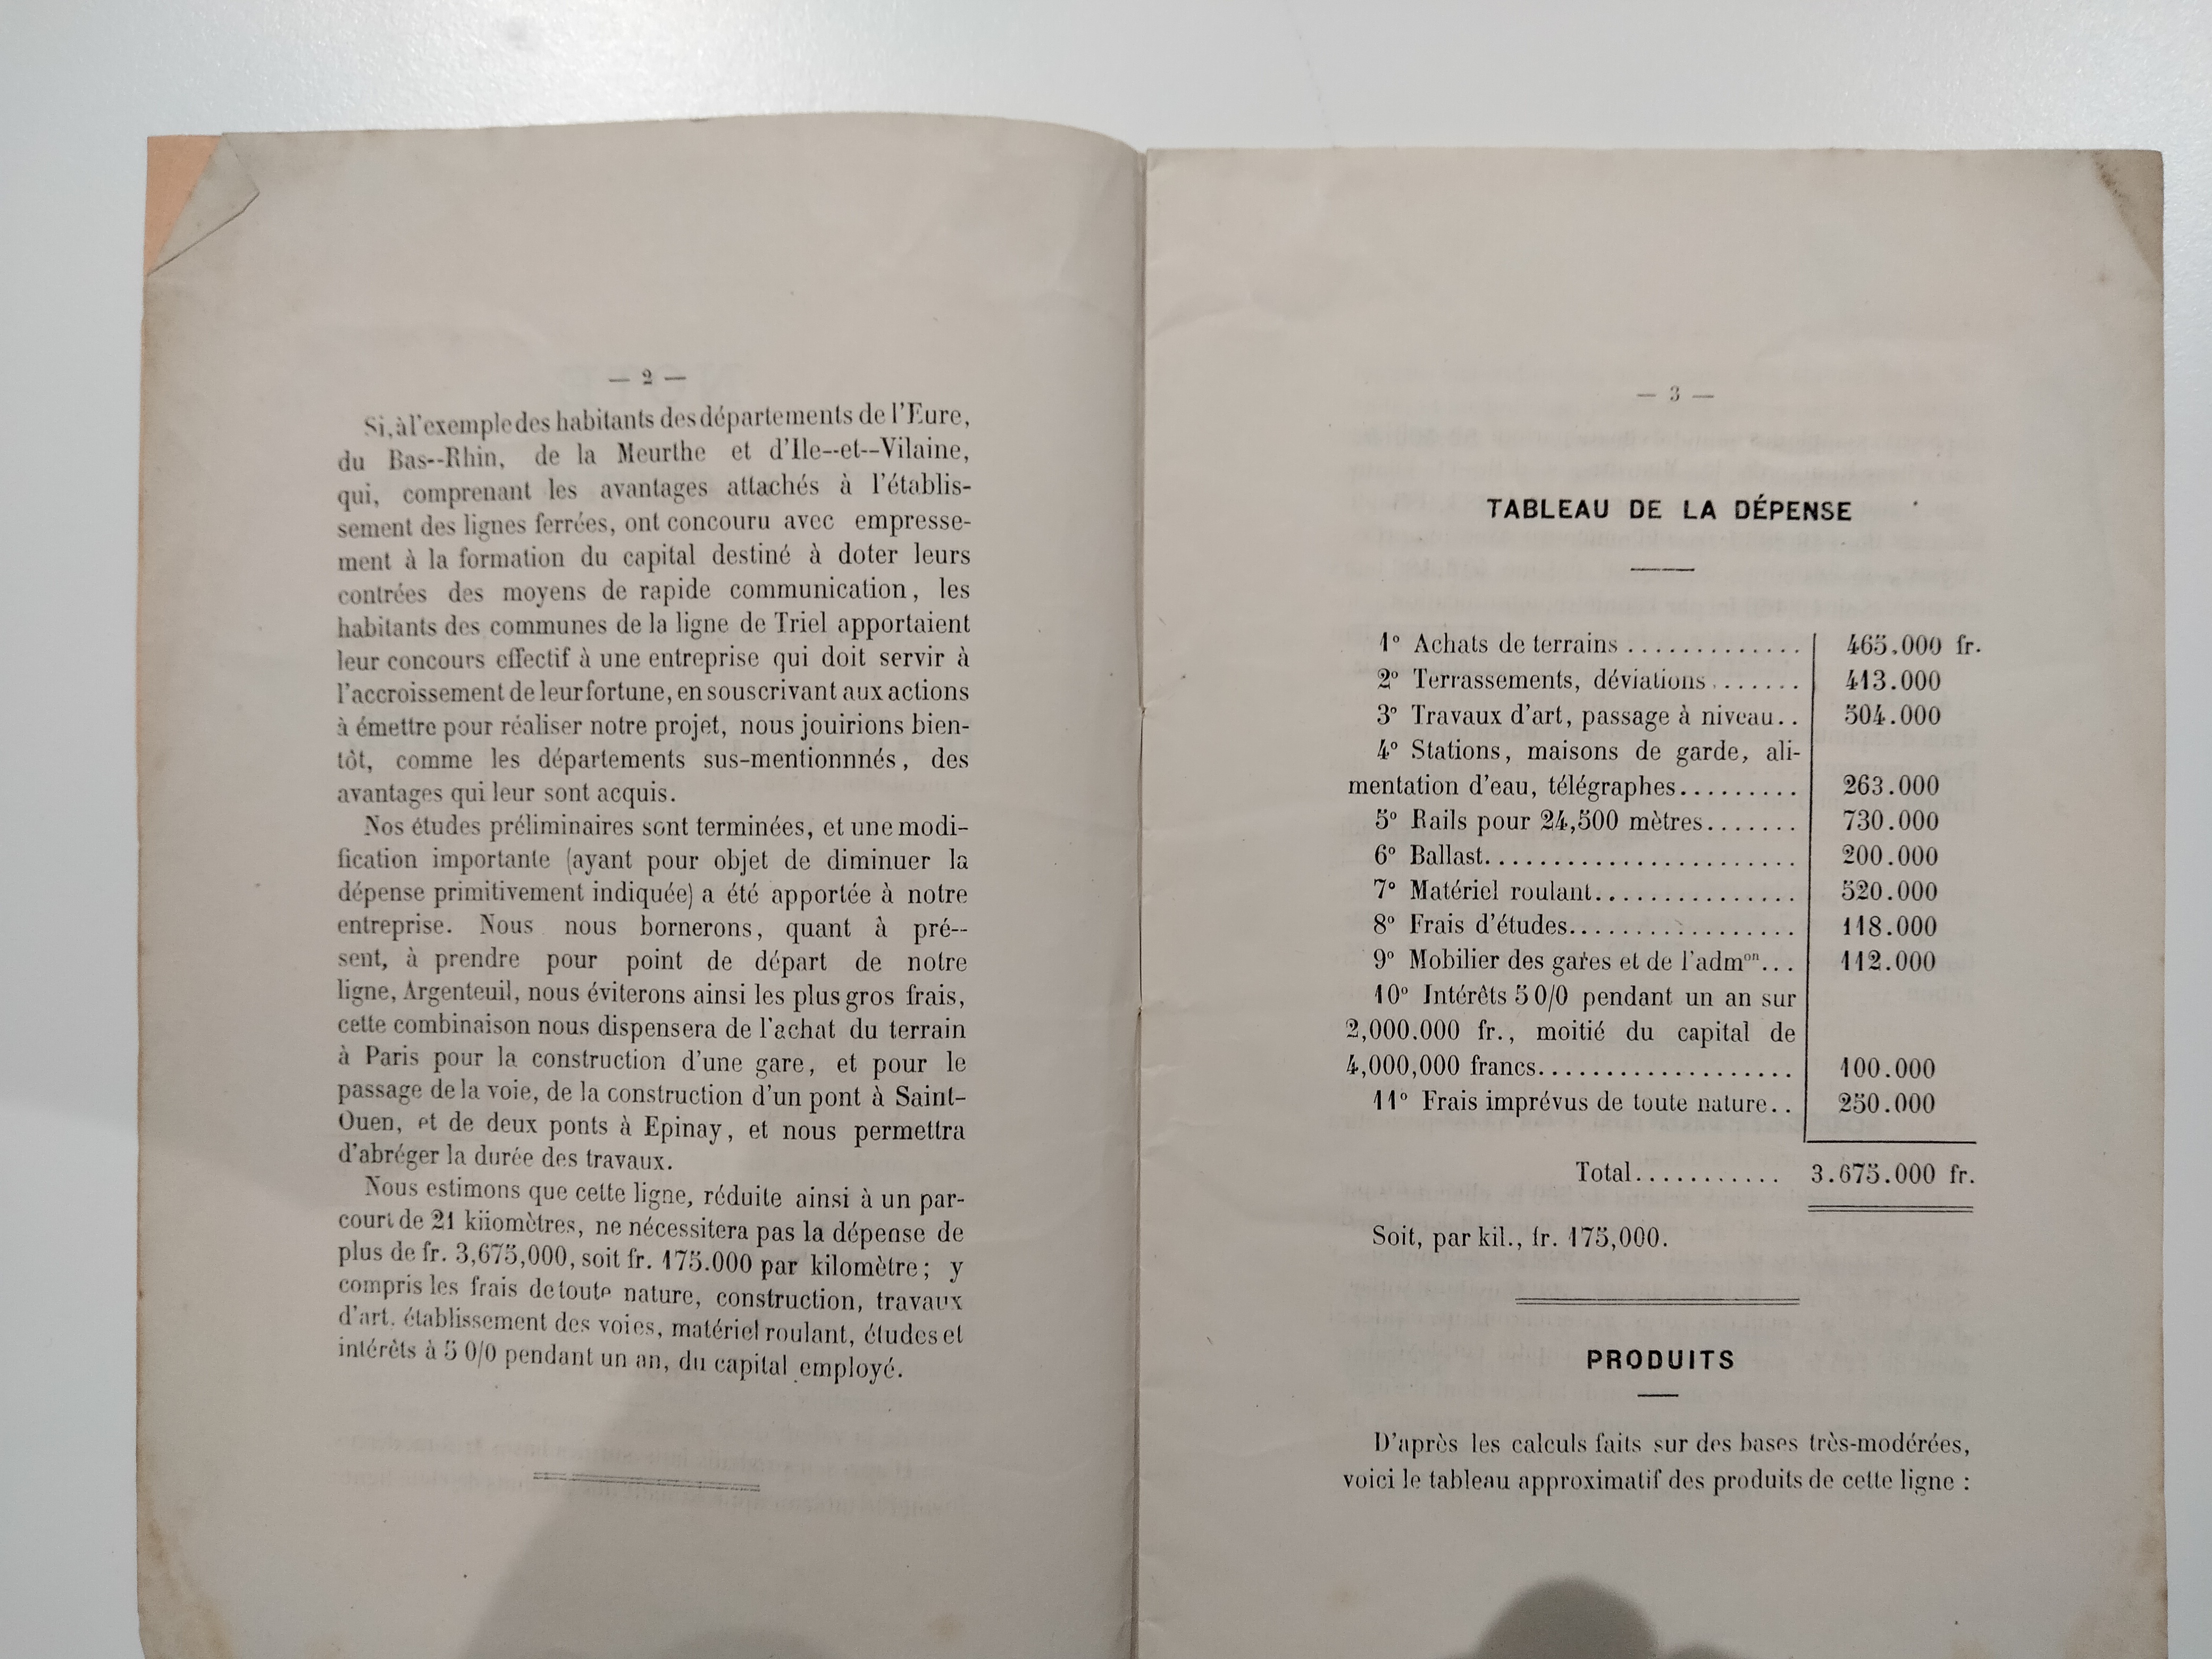 — 2 —
Si, à l'exemple des habitants des départements de l'Eure,
du Bas--Rhin, de la Meurthe et d'Ile--et--Vilaine,
qui, comprenant les avantages attachés à l'établis-
sement des lignes ferrées, ont concouru avec empresse-
ment à la formation du capital destiné à doter leurs
contrées des moyens de rapide communication, les
habitants des communes de la ligne de Triel apportaient
leur concours effectif à une entreprise qui doit servir à
l'accroissement de leur fortune, en souscrivant aux actions
à émettre pour réaliser notre projet, nous jouirions bien-
tôt, comme les départements sus-mentionnnés, des
avantages qui leur sont acquis.
Nos études préliminaires sont terminées, et une modi-
fication importante (ayant pour objet de diminuer la
dépense primitivement indiquée) a été apportée à notre
entreprise. Nous nous bornerons, quant à pré--
sent, à prendre pour point de départ de notre
ligne, Argenteuil, nous éviterons ainsi les plus gros frais,
cette combinaison nous dispensera de l'achat du terrain
à Paris pour la construction d'une gare, et pour le
passage de la voie, de la construction d'un pont à Saint-
Ouen, et de deux ponts à Epinay, et nous permettra
d'abréger la durée des travaux.
Nous estimons que cette ligne, réduite ainsi à un par-
court de 21 kiiomètres, ne nécessitera pas la dépense de
plus de fr. 3,675,000, soit fr. 175.000 par kilomètre; y
compris les frais de toute nature, construction, travaux
d'art. établissement des voies, matériel roulant, études et
intérêts à 5 0/0 pendant un an, du capital employé.
— 3 —
TABLEAU DE LA DÉPENSE
1° Achats de terrains ............. 465.000 fr.
2° Terrassements, déviations ....... 413.000
3° Travaux d'art, passage à niveau.. 504.000
4° Stations, maisons de garde, ali-
mentation d'eau, télégraphes......... 263.000
5° Rails pour 24,500 mètres....... 730.000
6° Ballast....................... 200.000
7° Matériel roulant............... 520.000
8° Frais d'études................. 118.000
9° Mobilier des gares et de l'admon... 112.000
10° Intérêts 5 0/0 pendant un an sur
2,000.000 fr., moitié du capital de
4,000,000 francs................... 100.000
11° Frais imprévus de toute nature.. 250.000
Total........... 3.675.000 fr.
Soit, par kil., fr. 175,000.
PRODUITS
D'après les calculs faits sur des bases très-modérées,
voici le tableau approximatif des produits de cette ligne :